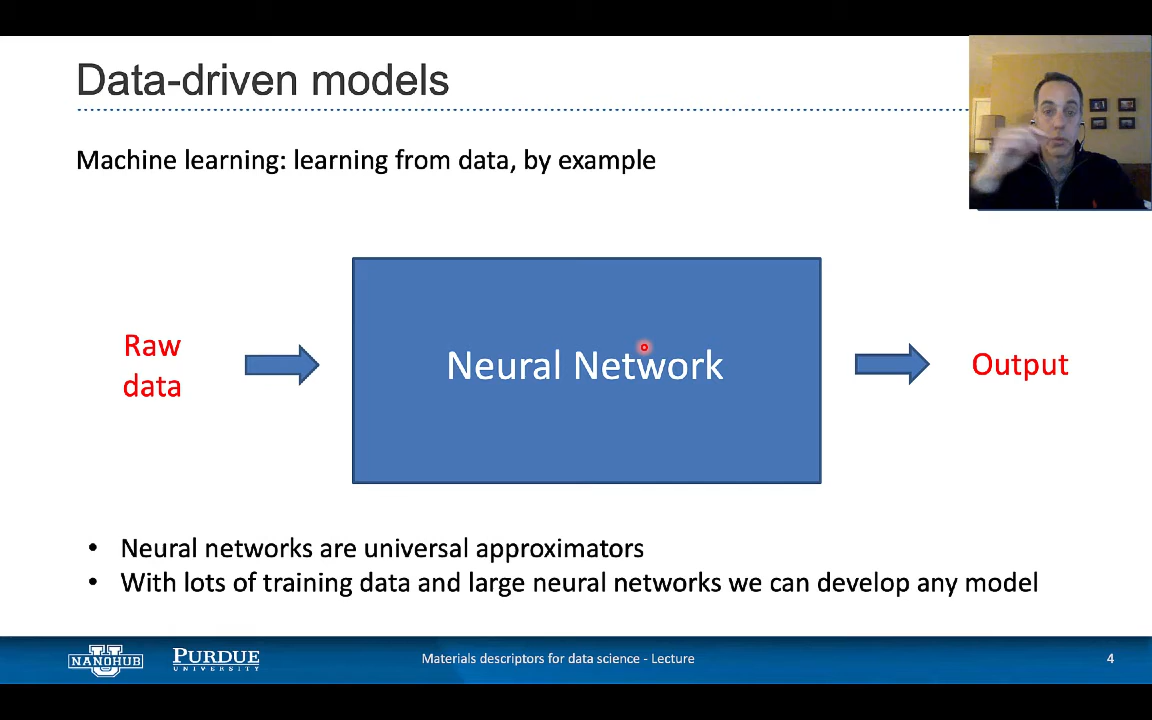 Data-driven models
Machine learning: learning from data, by example
Raw
data
Neural Network
Output
• Neural networks are universal approximators
• With lots of training data and large neural networks we can develop any model
NANOHUB
PURDUE
UNIVERSITY
Materials descriptors for data science - Lecture
4